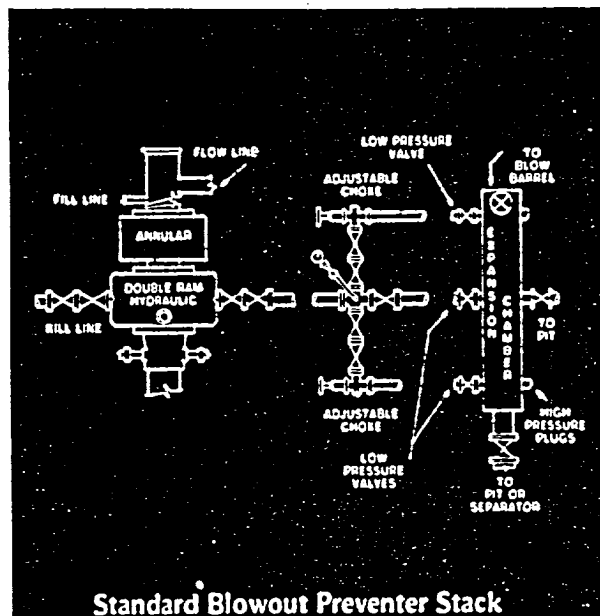 FLOW LINE
FILL LINE
ANNULAR
DOUBLE RAM
HYDRAULIC
KILL LINE
ADJUSTABLE
CHOKE
ADJUSTABLE
CHOKE
LOW PRESSURE
VALVE
LOW
PRESSURE
VALVES
TO
BLOW
BARREL
EXPANSION
CHAMBER
TO
PIT
HIGH
PRESSURE
PLUGS
TO
PIT OR
SEPARATOR
Standard Blowout Preventer Stack